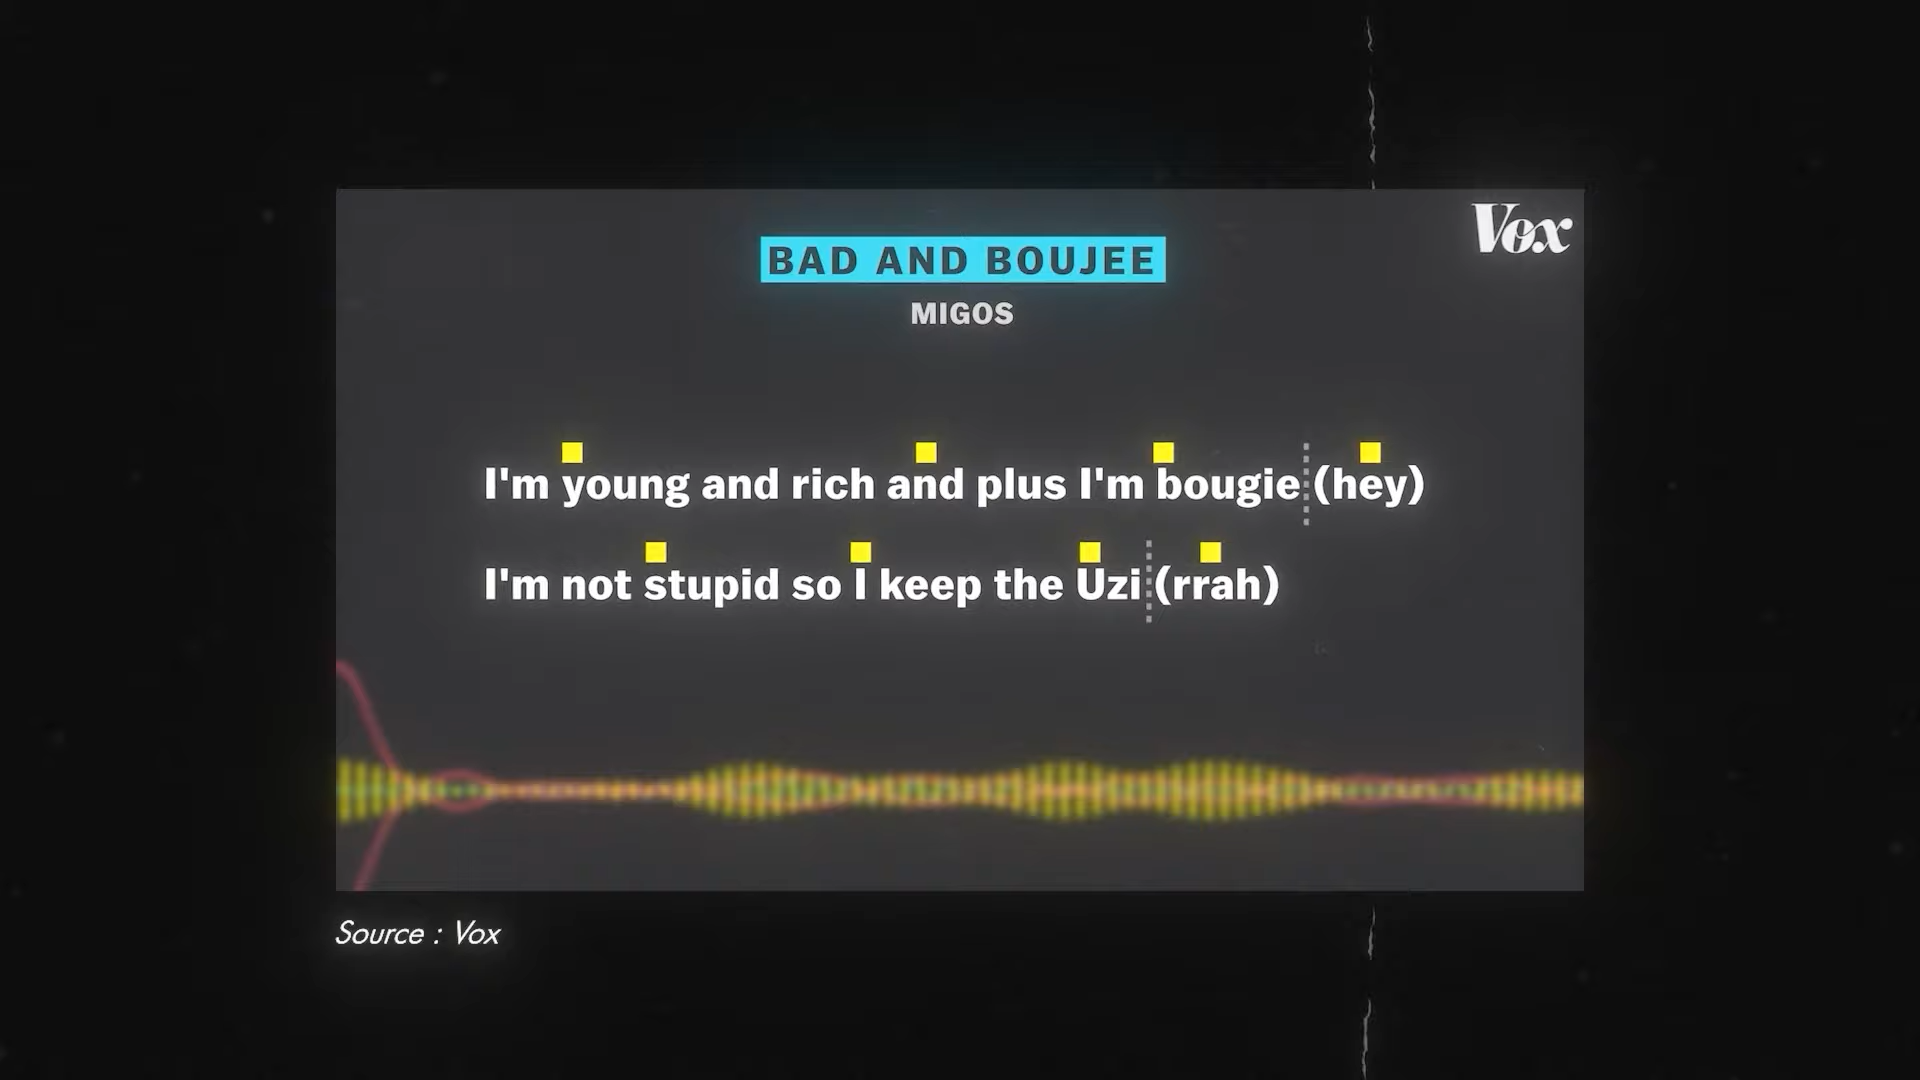 Vox
BAD AND BOUJEE
MIGOS
I'm young and rich and plus I'm bougie (hey)
I'm not stupid so I keep the Uzi (rrah)
Source : Vox